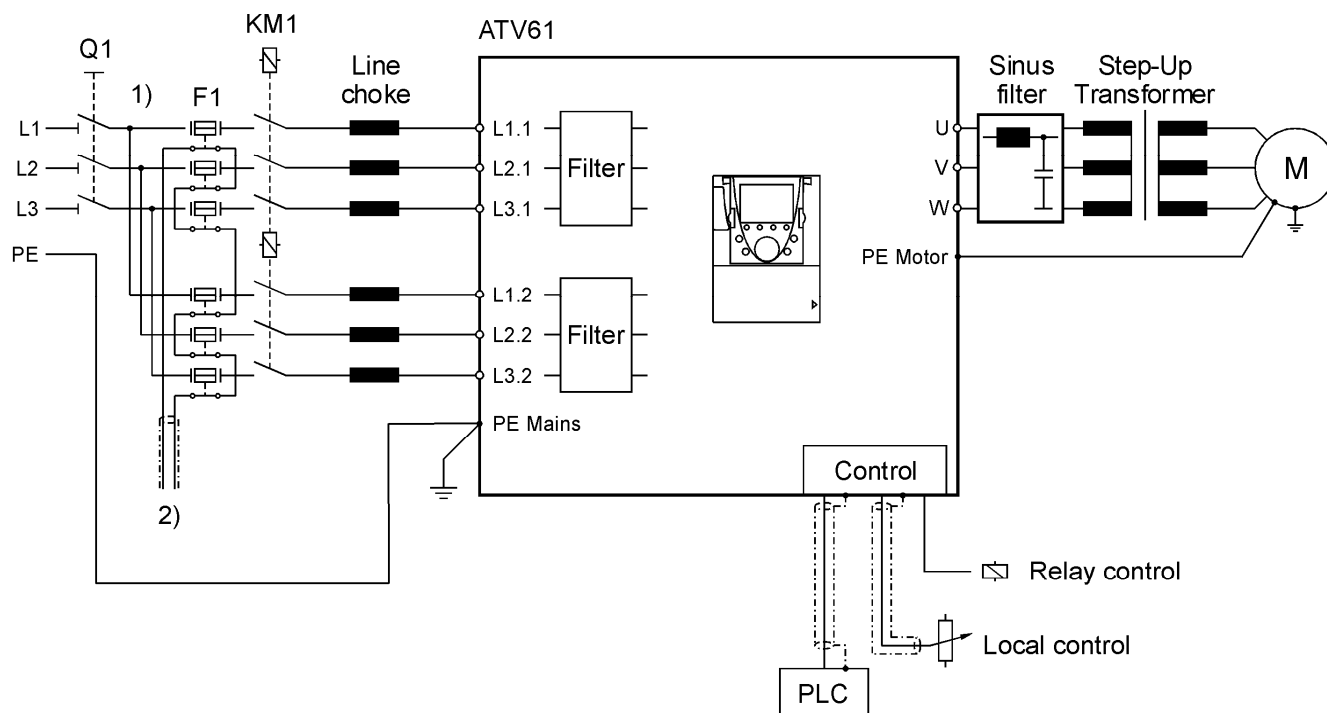 ATV61
KM1
Q1
Line
choke
Sinus
filter
Step-Up
Transformer
1)
F1
L1
L1.1
U
L2
L2.1
Filter
V
M
L3
L3.1
W
PE
PE Motor
L1.2
L2.2
Filter
L3.2
PE Mains
Control
2)
Relay control
Local control
PLC